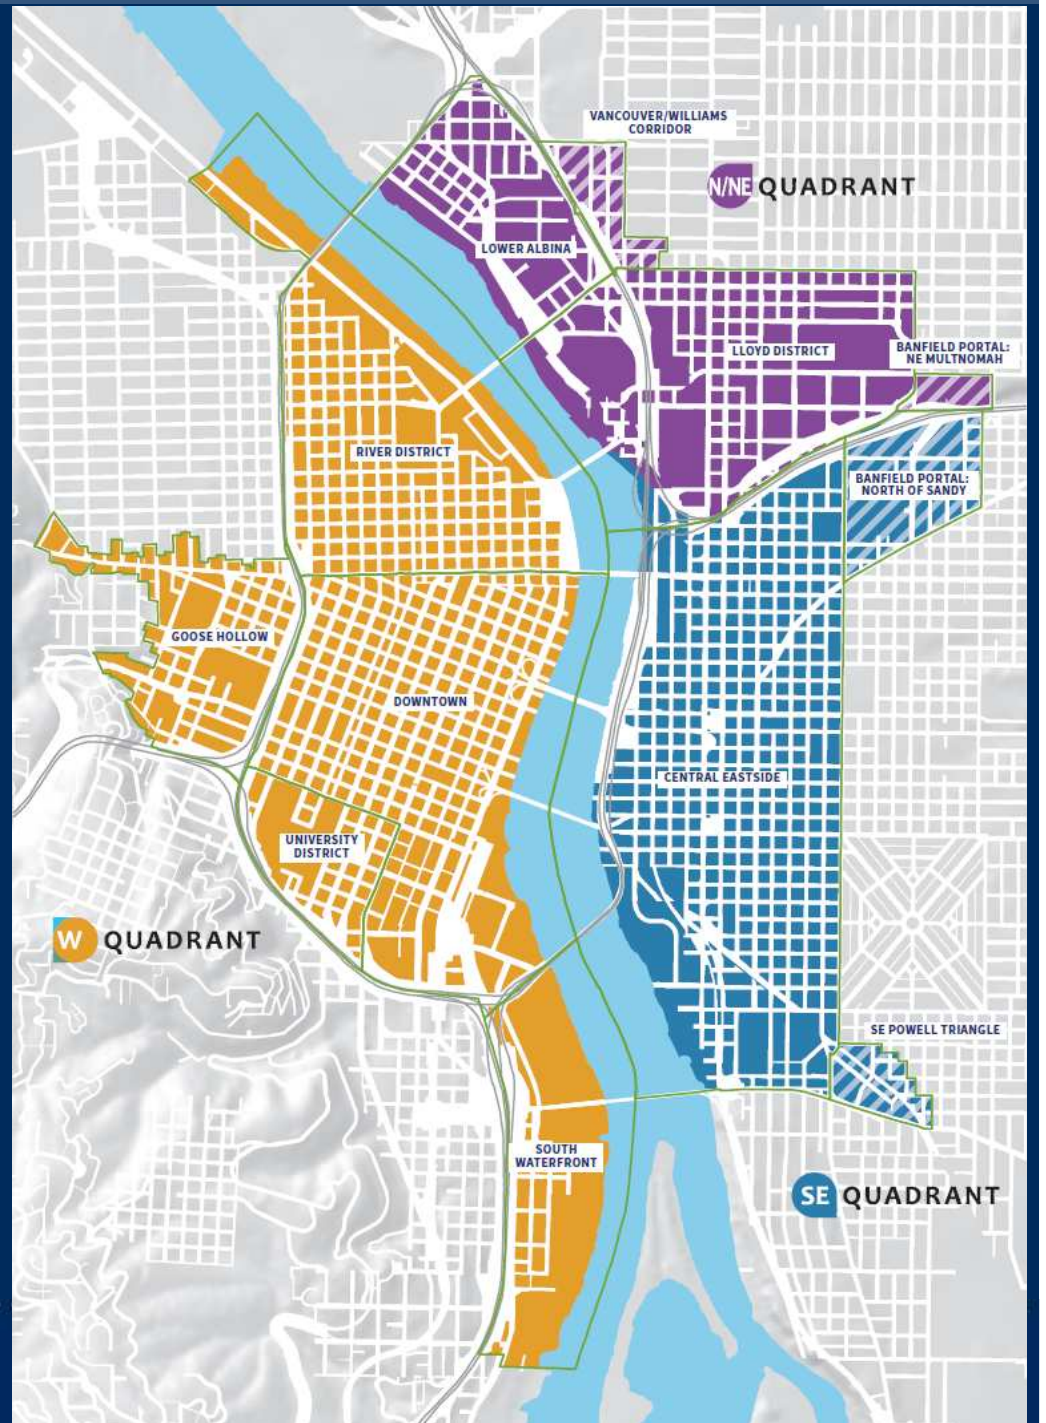 VANCOUVER/WILLIAMS
CORRIDOR
N/NE QUADRANT
LOWER ALBINA
LLOYD DISTRICT
BANFIELD PORTAL:
NE MULTNOMAH
RIVER DISTRICT
BANFIELD PORTAL:
NORTH OF SANDY
GOOSE HOLLOW
DOWNTOWN
CENTRAL EASTSIDE
UNIVERSITY
DISTRICT
W QUADRANT
SE POWELL TRIANGLE
SOUTH
WATERFRONT
SE QUADRANT